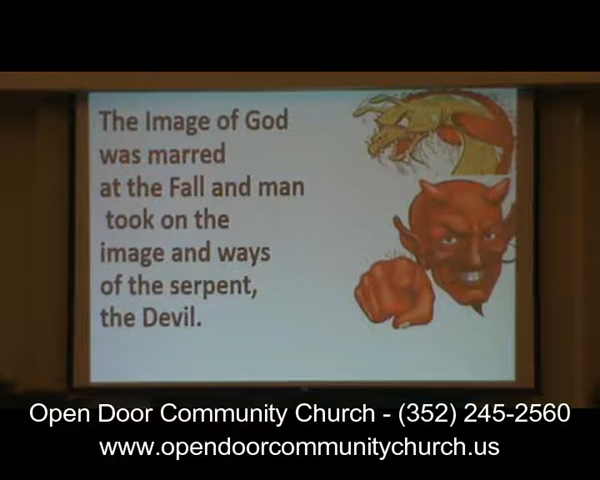 The Image of God
was marred
at the Fall and man
took on the
image and ways
of the serpent,
the Devil.
Open Door Community Church - (352) 245-2560
www.opendoorcommunitychurch.us